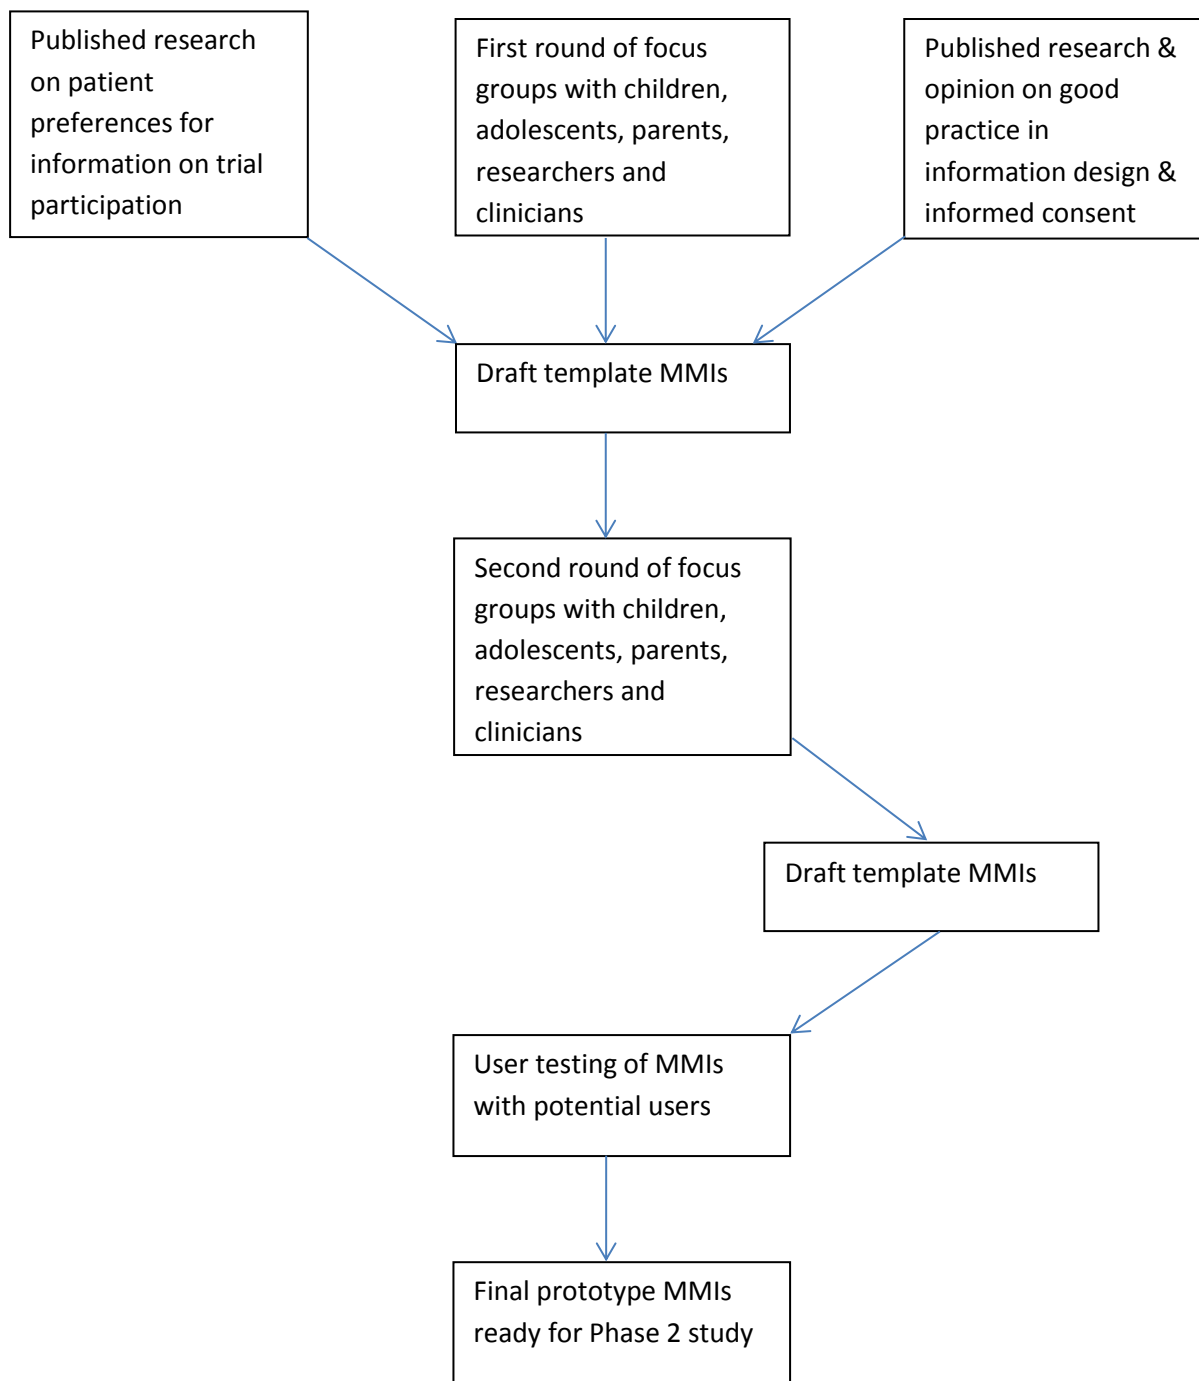 Published research
on patient
preferences for
information on trial
participation
First round of focus
groups with children,
adolescents, parents,
researchers and
clinicians
Published research &
opinion on good
practice in
information design &
informed consent
Draft template MMIs
Second round of focus
groups with children,
adolescents, parents,
researchers and
clinicians
Draft template MMIs
User testing of MMIs
with potential users
Final prototype MMIs
ready for Phase 2 study